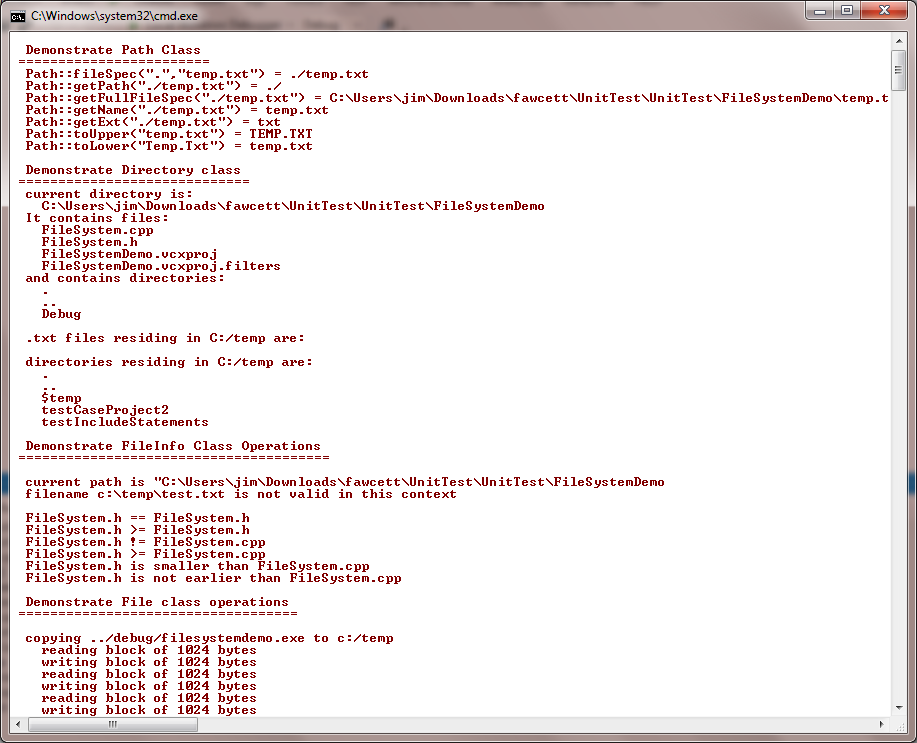 C:\Windows\system32\cmd.exe
Demonstrate Path Class
========================
Path::fileSpec(".","temp.txt") = ./temp.txt
Path::getPath("./temp.txt") = ./
Path::getFullFileSpec("./temp.txt") = C:\Users\jim\Downloads\fawcett\UnitTest\UnitTest\FileSystemDemo\temp.t
Path::getName("./temp.txt") = temp.txt
Path::getExt("./temp.txt") = txt
Path::toUpper("temp.txt") = TEMP.TXT
Path::toLower("Temp.Txt") = temp.txt
Demonstrate Directory class
=============================
current directory is:
C:\Users\jim\Downloads\fawcett\UnitTest\UnitTest\FileSystemDemo
It contains files:
FileSystem.cpp
FileSystem.h
FileSystemDemo.vcxproj
FileSystemDemo.vcxproj.filters
and contains directories:
.
..
Debug
.txt files residing in C:/temp are:
directories residing in C:/temp are:
.
..
$temp
testCaseProject2
testIncludeStatements
Demonstrate FileInfo Class Operations
=======================================
current path is "C:\Users\jim\Downloads\fawcett\UnitTest\UnitTest\FileSystemDemo
filename c:\temp\test.txt is not valid in this context
FileSystem.h == FileSystem.h
FileSystem.h >= FileSystem.h
FileSystem.h != FileSystem.cpp
FileSystem.h >= FileSystem.cpp
FileSystem.h is smaller than FileSystem.cpp
FileSystem.h is not earlier than FileSystem.cpp
Demonstrate File class operations
===================================
copying ../debug/filesystemdemo.exe to c:/temp
reading block of 1024 bytes
writing block of 1024 bytes
reading block of 1024 bytes
writing block of 1024 bytes
reading block of 1024 bytes
writing block of 1024 bytes